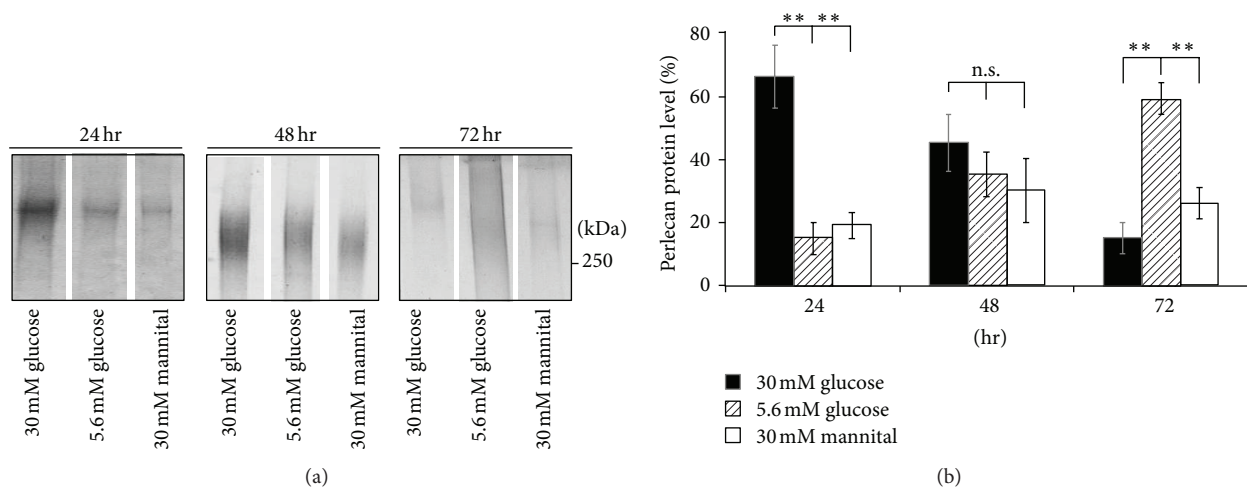 24 hr
48 hr
72 hr
(kDa)
250
30 mM glucose
5.6 mM glucose
30 mM mannital
30 mM glucose
5.6 mM glucose
30 mM mannital
30 mM glucose
5.6 mM glucose
30 mM mannital
(a)
Perlecan protein level (%)
80
60
40
20
0
** **
n.s.
** **
24
48
72
(hr)
30 mM glucose
5.6 mM glucose
30 mM mannital
(b)